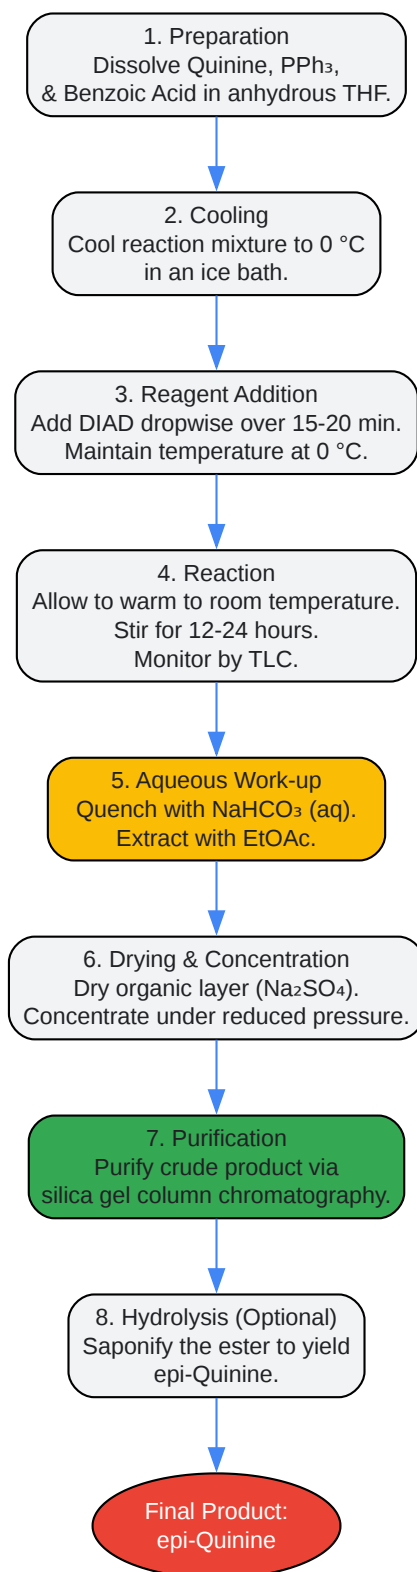 1. Preparation
Dissolve Quinine, PPh₃,
& Benzoic Acid in anhydrous THF.
2. Cooling
Cool reaction mixture to 0 °C
in an ice bath.
3. Reagent Addition
Add DIAD dropwise over 15-20 min.
Maintain temperature at 0 °C.
4. Reaction
Allow to warm to room temperature.
Stir for 12-24 hours.
Monitor by TLC.
5. Aqueous Work-up
Quench with NaHCO₃ (aq).
Extract with EtOAc.
6. Drying & Concentration
Dry organic layer (Na₂SO₄).
Concentrate under reduced pressure.
7. Purification
Purify crude product via
silica gel column chromatography.
8. Hydrolysis (Optional)
Saponify the ester to yield
epi-Quinine.
Final Product:
epi-Quinine